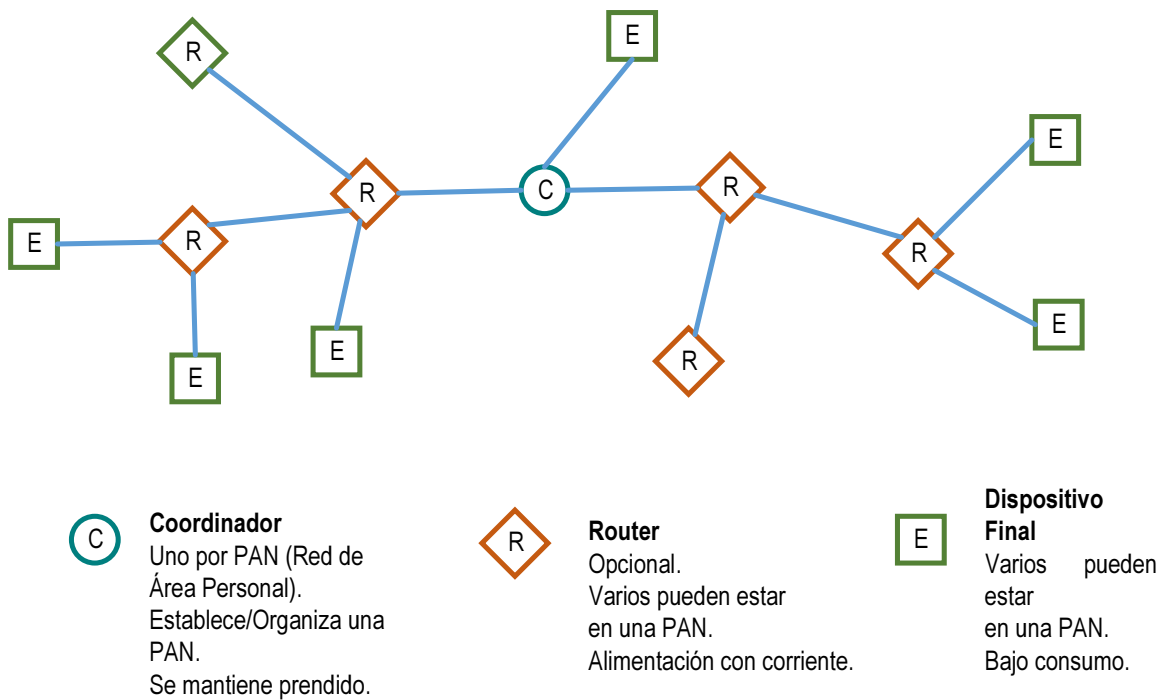 E
R
E
R
C
R
E
R
R
E
E
R
E
E
C
Coordinador
Uno por PAN (Red de
Área Personal).
Establece/Organiza una
PAN.
Se mantiene prendido.
R
Router
Opcional.
Varios pueden estar
en una PAN.
Alimentación con corriente.
E
Dispositivo
Final
Varios pueden
estar
en una PAN.
Bajo consumo.